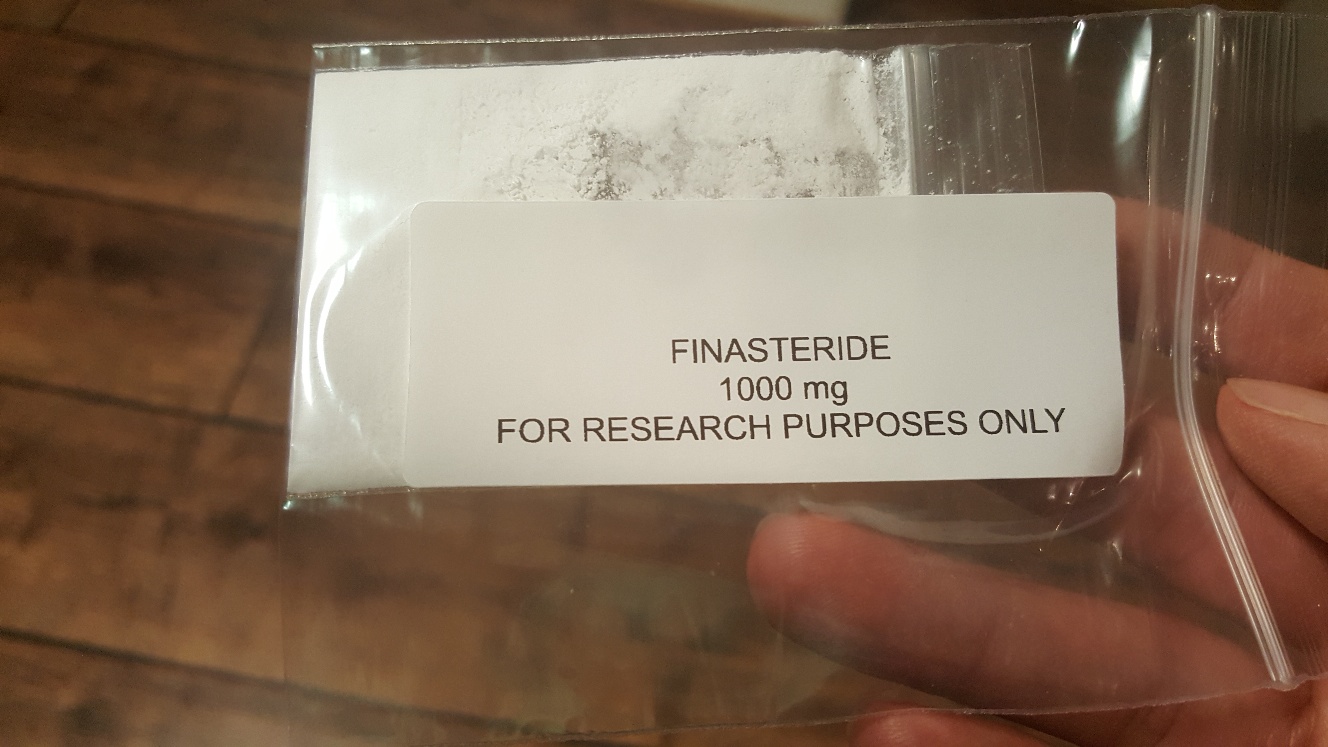 FINASTERIDE
1000 mg
FOR RESEARCH PURPOSES ONLY